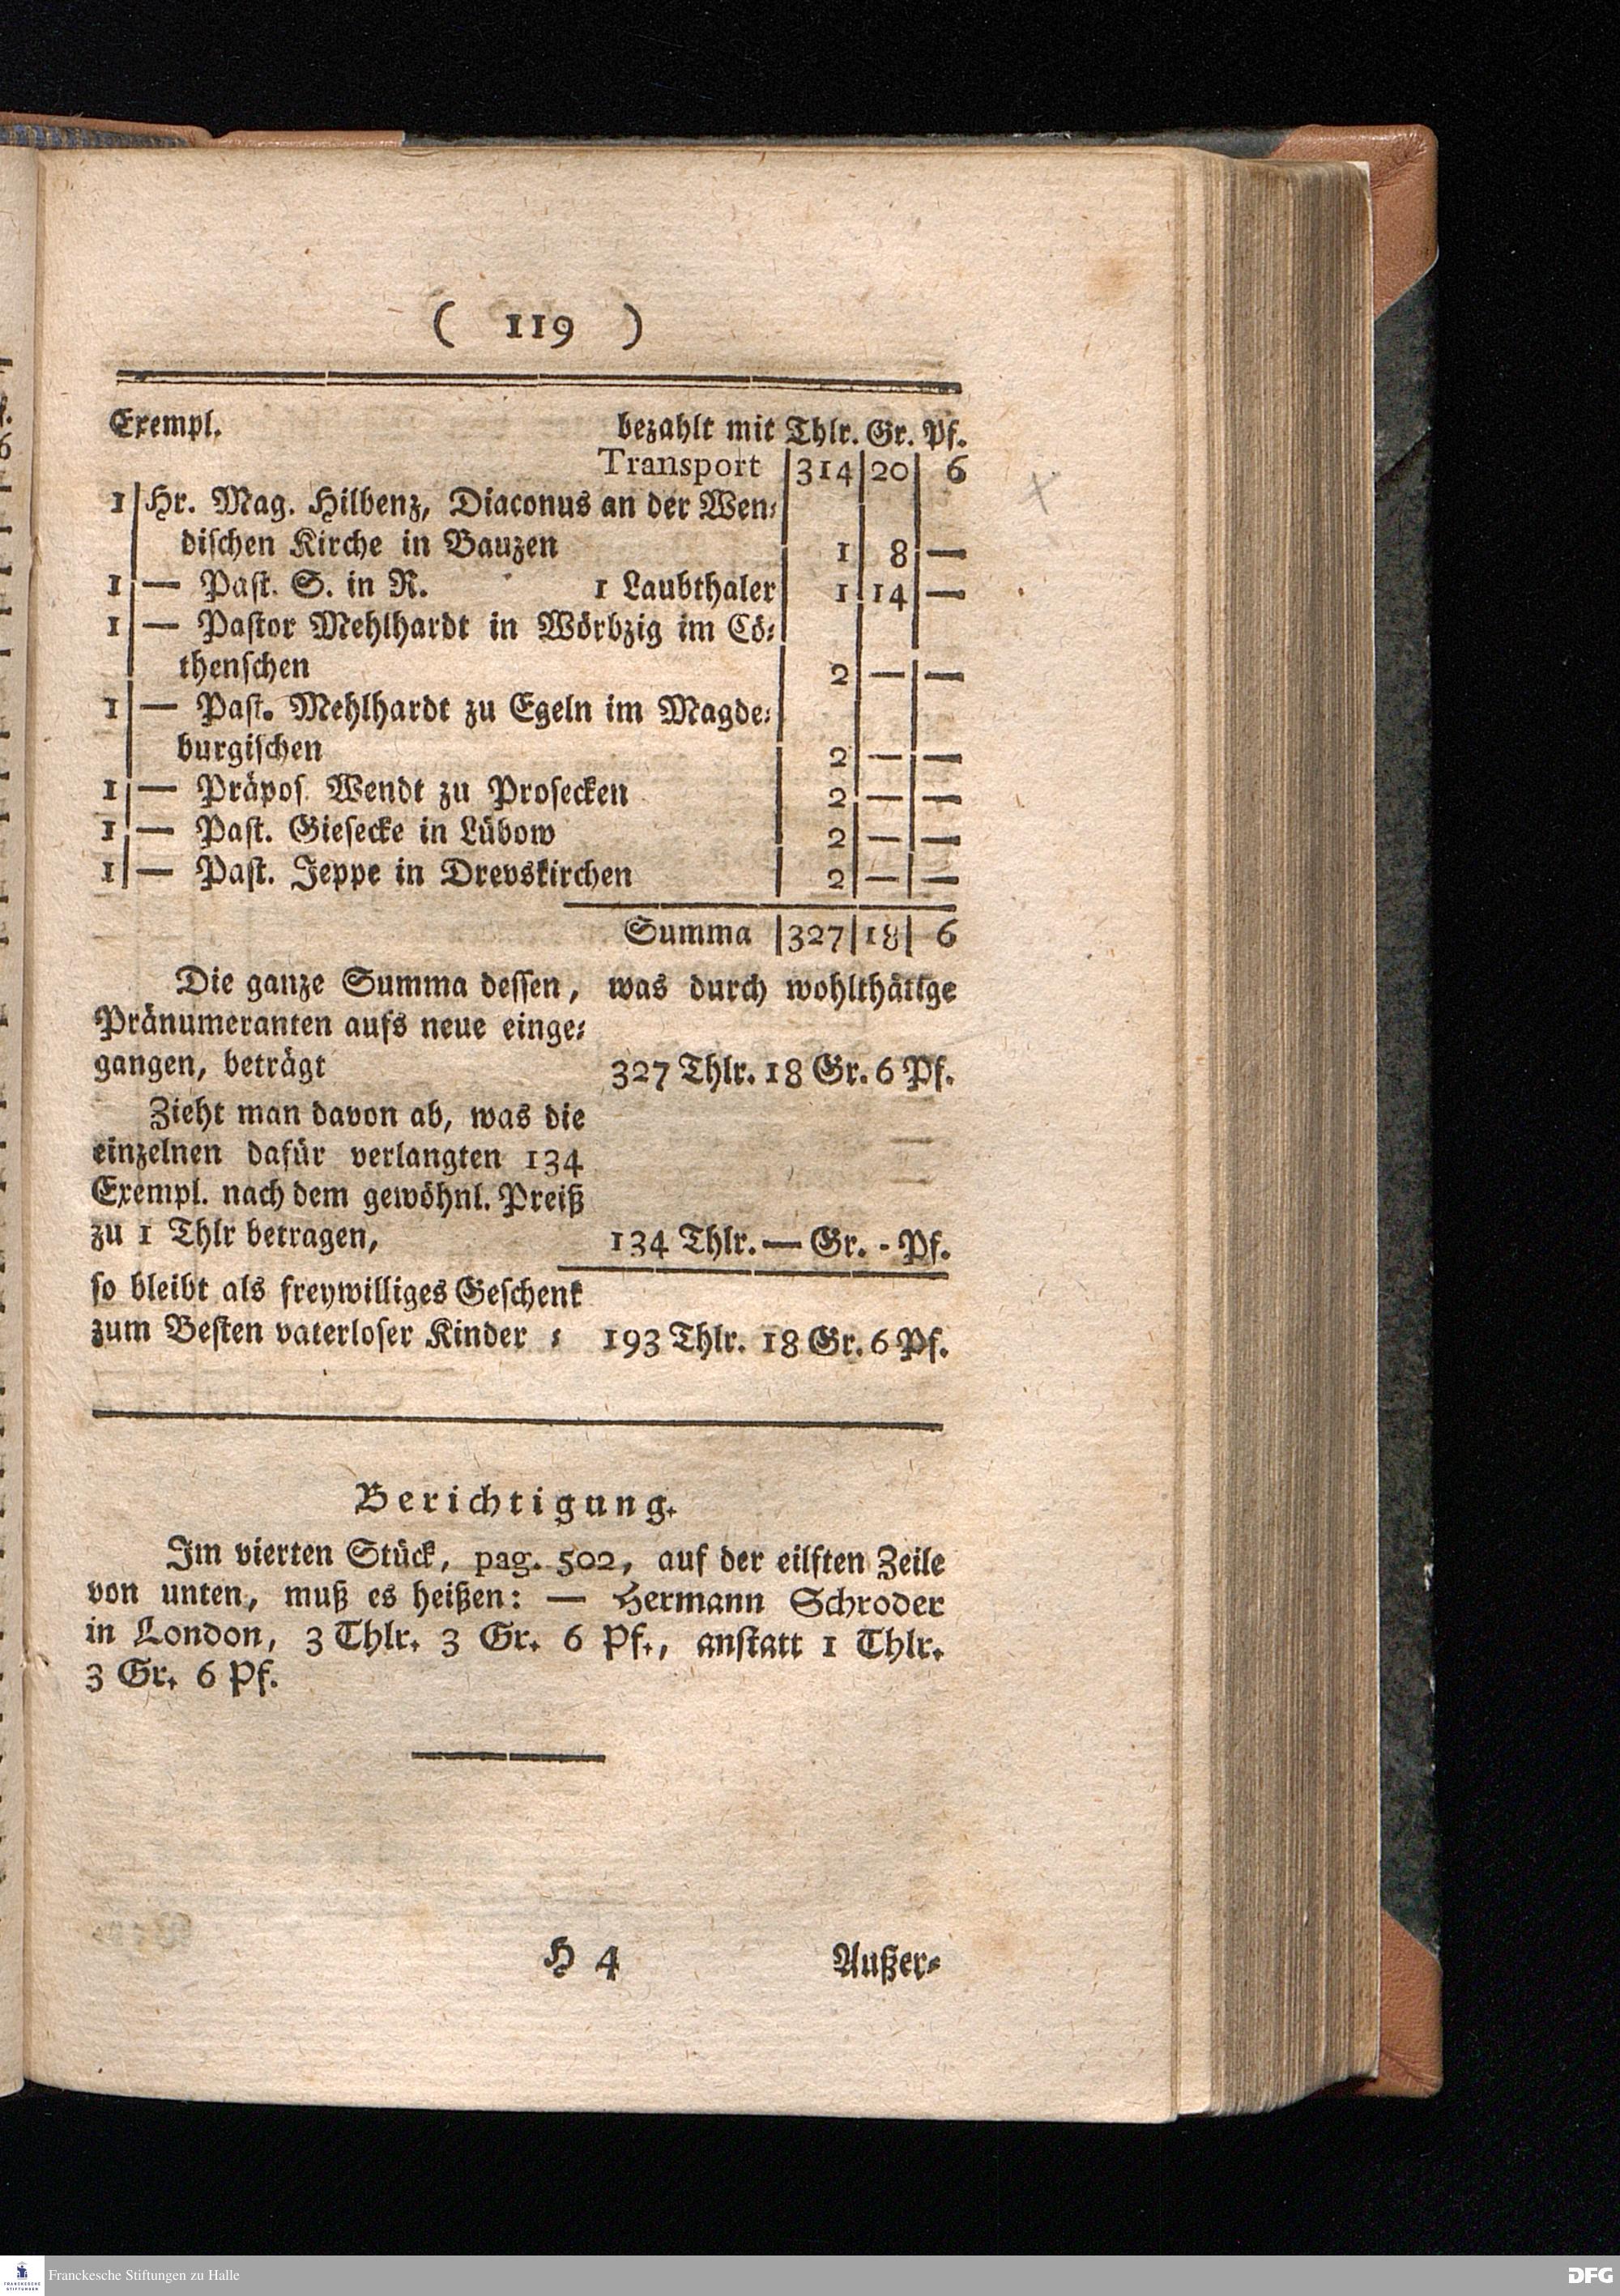 ( 119 )
Exempl. bezahlt mit Thlr. Gr. Pf.
Transport 314 20 6
1 Hr. Mag. Hilbenz, Diaconus an der Wen⸗
dischen Kirche in Bauzen 1 8 —
1 — Past. S. in R. 1 Laubthaler 1 14 —
1 — Pastor Mehlhardt in Wörbzig im Cö⸗
thenschen 2 — —
1 — Past. Mehlhardt zu Egeln im Magde⸗
burgischen 2 — —
1 — Präpos. Wendt zu Prosecken 2 — —
1 — Past. Giesecke in Lübow 2 — —
1 — Past. Jeppe in Drevskirchen 2 — —
Summa 327 18 6
Die ganze Summa dessen, was durch wohlthätige
Pränumeranten aufs neue einge⸗
gangen, beträgt 327 Thlr. 18 Gr. 6 Pf.
Zieht man davon ab, was die
einzelnen dafür verlangten 134
Exempl. nach dem gewöhnl. Preiß
zu 1 Thlr betragen, 134 Thlr. — Gr. - Pf.
so bleibt als freywilliges Geschenk
zum Besten vaterloser Kinder ⸗ 193 Thlr. 18 Gr. 6 Pf.
Berichtigung.
Im vierten Stück, pag. 502, auf der eilften Zeile
von unten, muß es heißen: — Hermann Schroder
in London, 3 Thlr. 3 Gr. 6 Pf., anstatt 1 Thlr.
3 Gr. 6 Pf.
H 4 Außer⸗
FRANCKESCHE STIFTUNGEN
Franckesche Stiftungen zu Halle
DFG